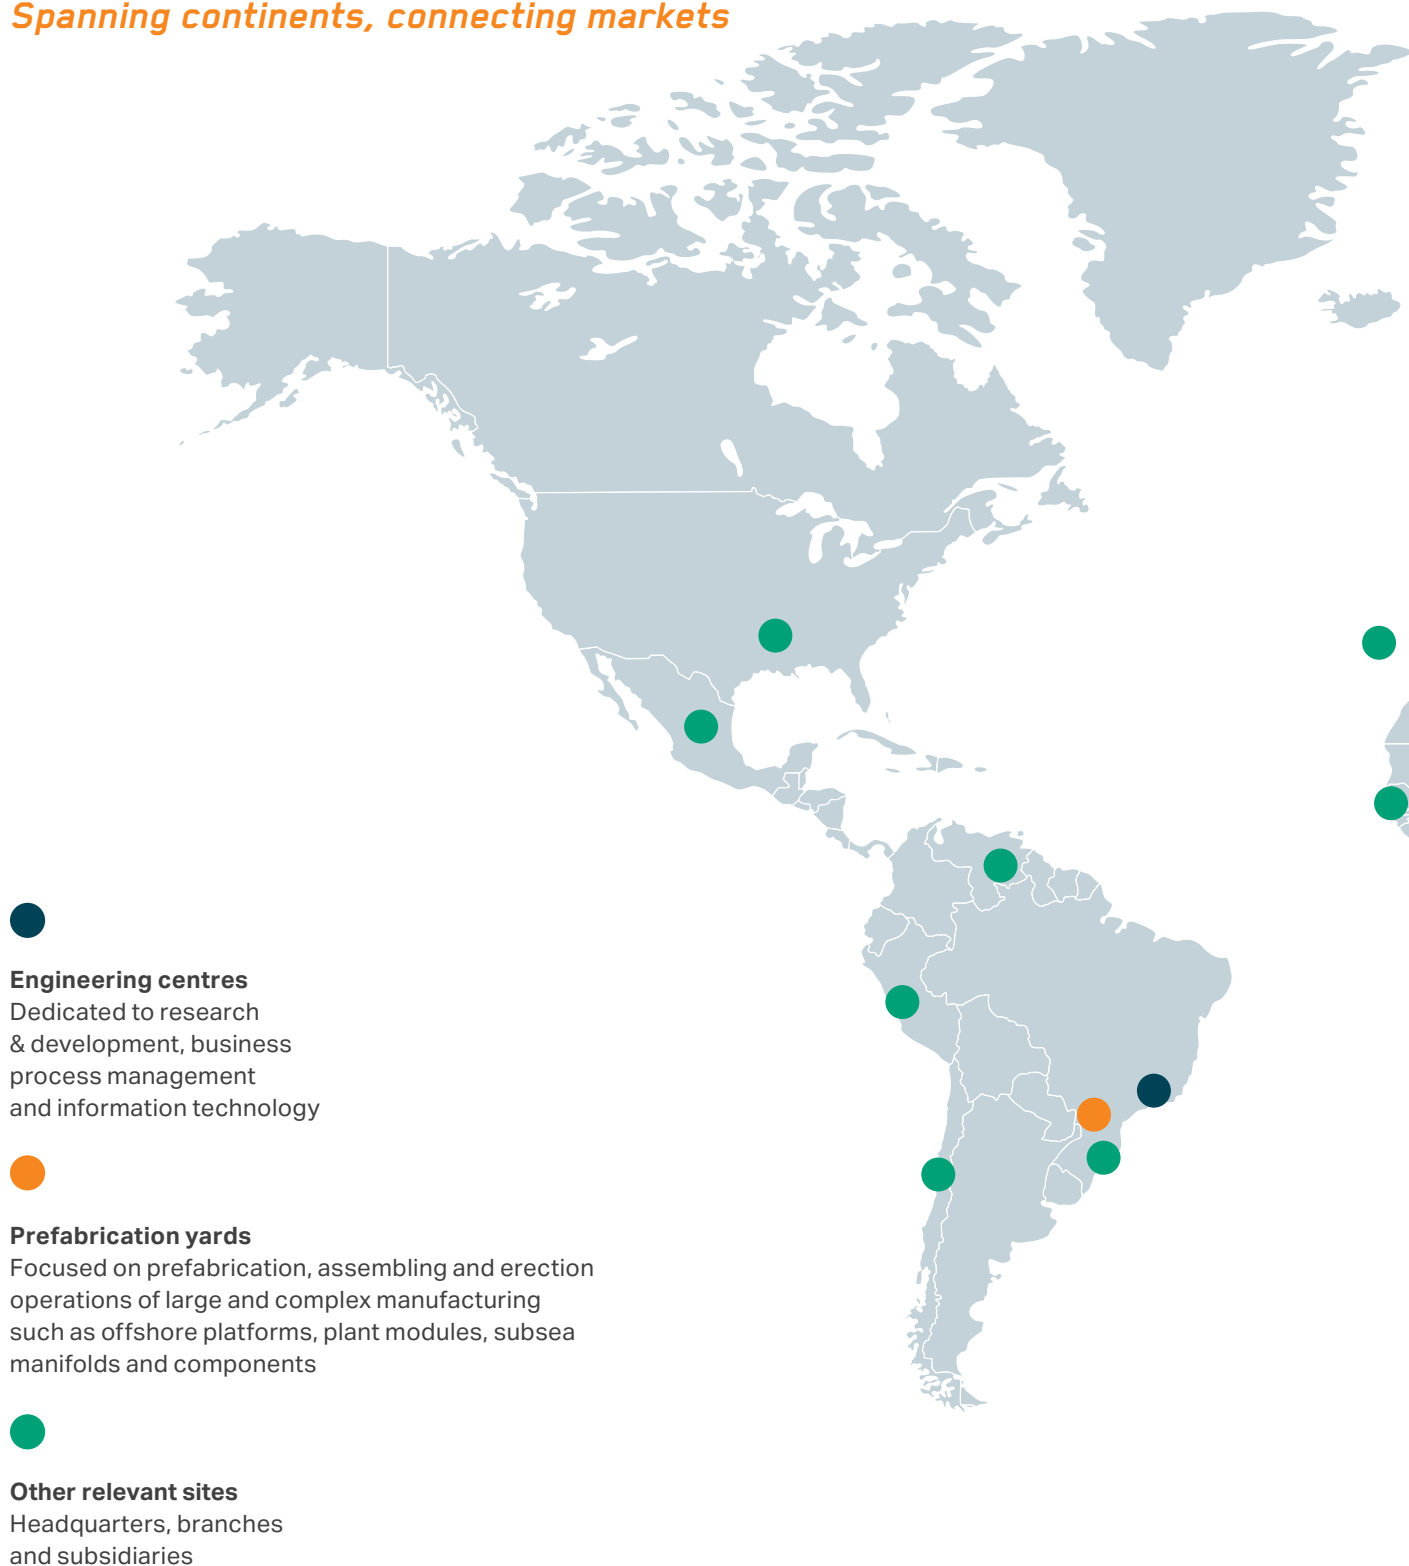 Spanning continents, connecting markets
Engineering centres
Dedicated to research
& development, business
process management
and information technology
Prefabrication yards
Focused on prefabrication, assembling and erection
operations of large and complex manufacturing
such as offshore platforms, plant modules, subsea
manifolds and components
Other relevant sites
Headquarters, branches
and subsidiaries